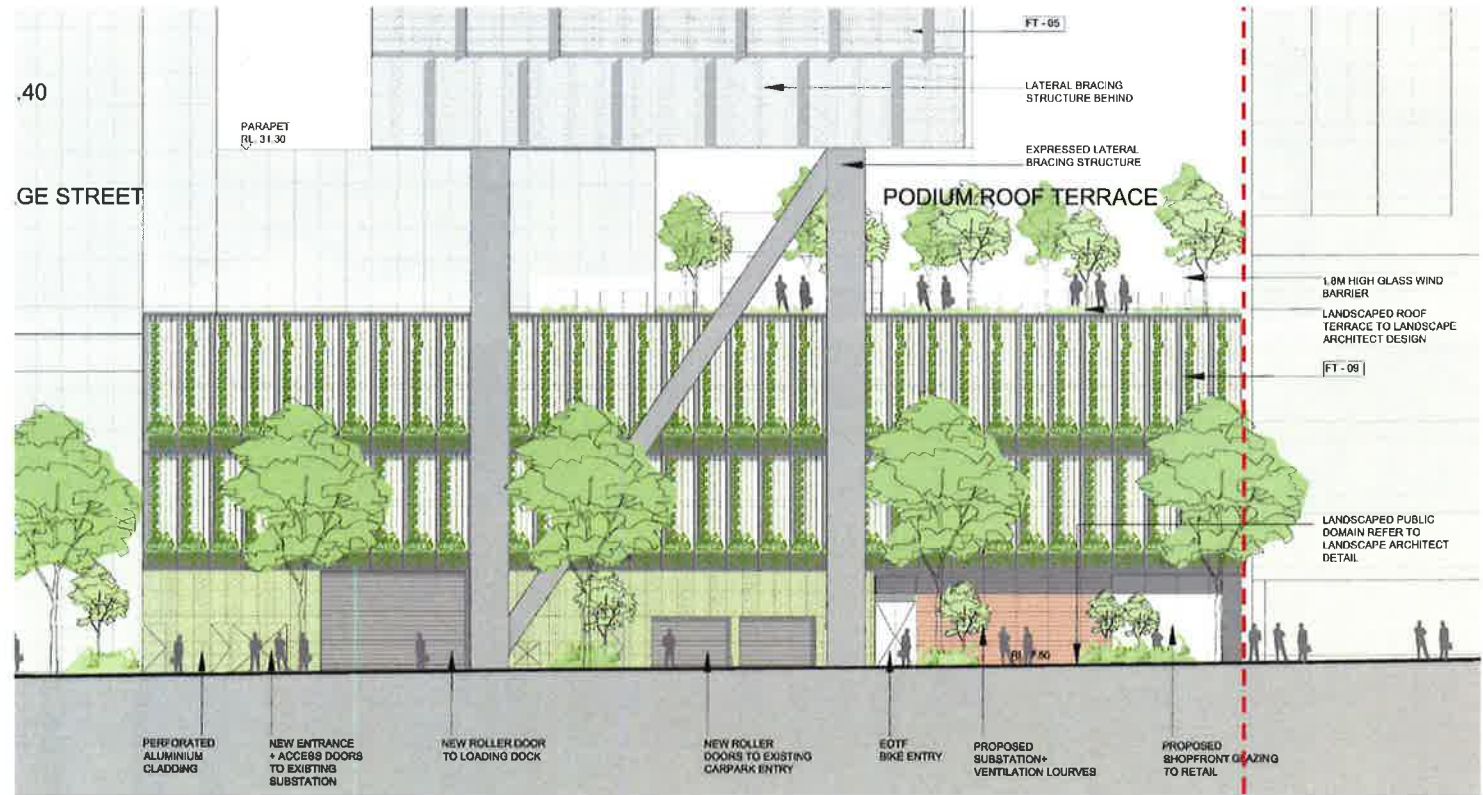 FT - 05
.40
LATERAL BRACING
STRUCTURE BEHIND
PARAPET
RL 31.30
EXPRESSED LATERAL
BRACING STRUCTURE
GE STREET
PODIUM ROOF TERRACE
1.8M HIGH GLASS WIND
BARRIER
LANDSCAPED ROOF
TERRACE TO LANDSCAPE
ARCHITECT DESIGN
FT - 09
LANDSCAPED PUBLIC
DOMAIN REFER TO
LANDSCAPE ARCHITECT
DETAIL
PERFORATED
ALUMINIUM
CLADDING
NEW ENTRANCE
+ ACCESS DOORS
TO EXISTING
SUBSTATION
NEW ROLLER DOOR
TO LOADING DOCK
NEW ROLLER
DOORS TO EXISTING
CARPARK ENTRY
EOTF
BIKE ENTRY
PROPOSED
SUBSTATION+
VENTILATION LOURVES
PROPOSED
SHOPFRONT GLAZING
TO RETAIL